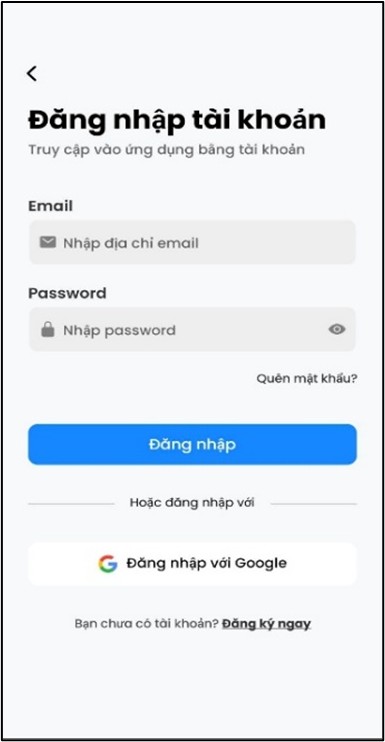 Đăng nhập tài khoản
Truy cập vào ứng dụng bằng tài khoản
Email
Nhập địa chỉ email
Password
Nhập password
Quên mật khẩu?
Đăng nhập
Hoặc đăng nhập với
Đăng nhập với Google
Bạn chưa có tài khoản? Đăng ký ngay